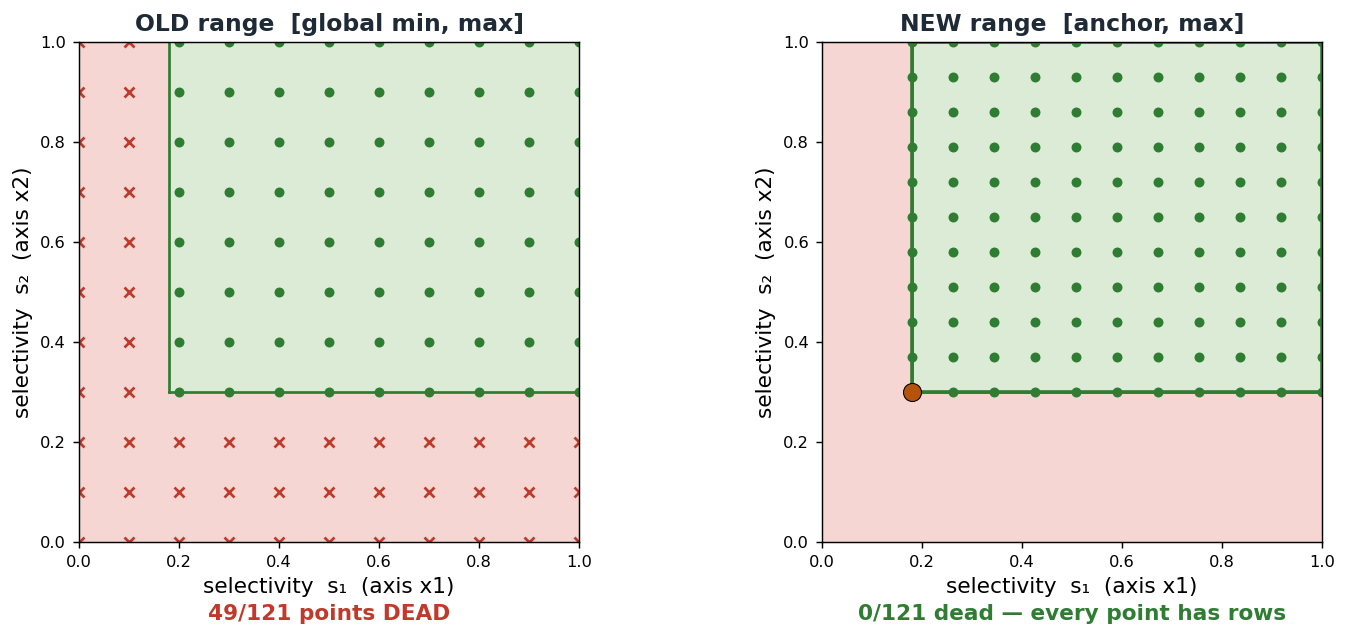 OLD range  [global min, max]
1.0
0.8
0.6
0.4
0.2
0.0
selectivity  s₂  (axis x2)
0.0 0.2 0.4 0.6 0.8 1.0
selectivity  s₁  (axis x1)
49/121 points DEAD
NEW range  [anchor, max]
1.0
0.8
0.6
0.4
0.2
0.0
selectivity  s₂  (axis x2)
0.0 0.2 0.4 0.6 0.8 1.0
selectivity  s₁  (axis x1)
0/121 dead — every point has rows